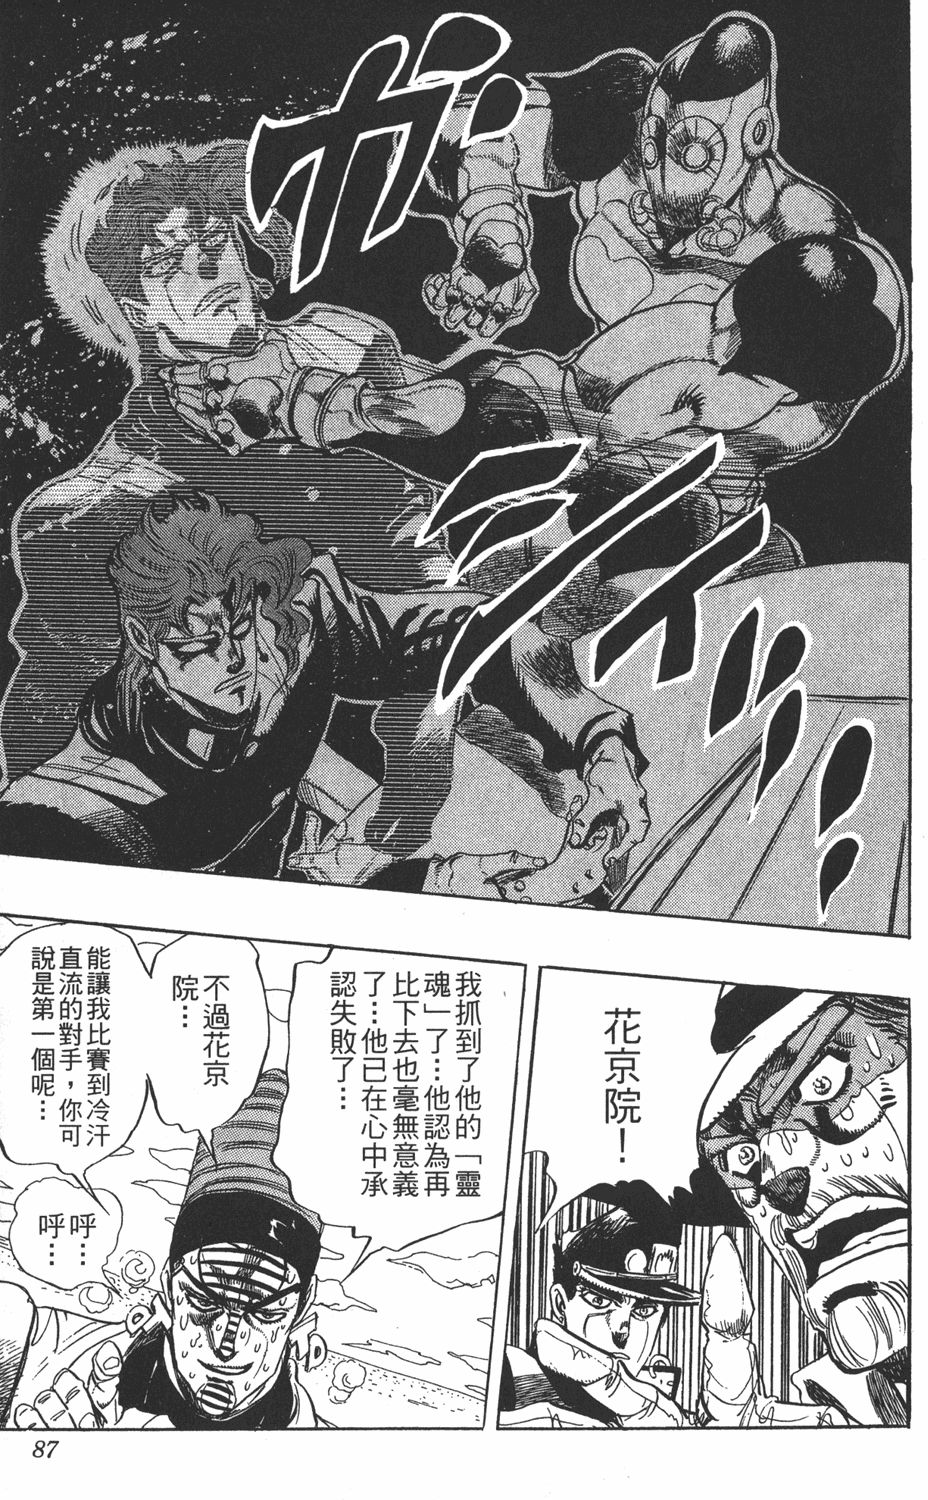 ガシィッ
花京院！
我抓到了他的「靈
魂」了…他認為再
比下去也毫無意義
了…他已在心中承
認失敗了…
不過花京
院…
能讓我比賽到冷汗
直流的對手，你可
說是第一個呢…
呼…
呼…
87